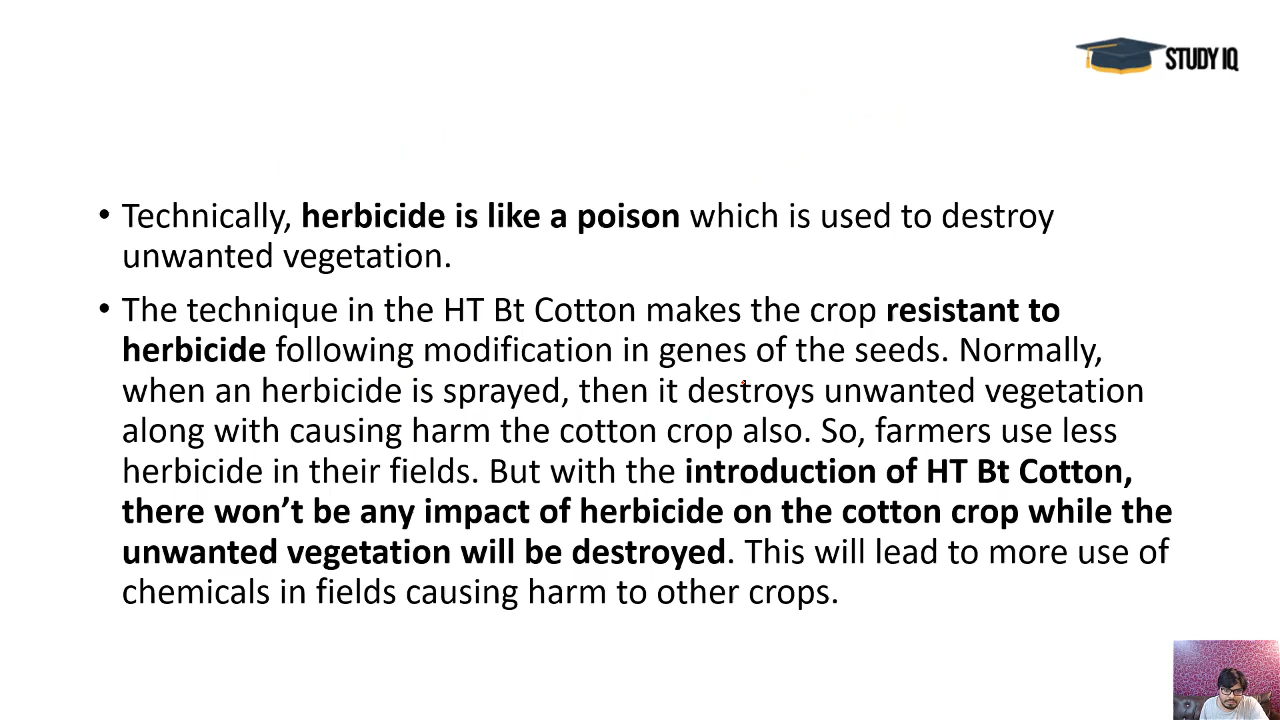 STUDY IQ
• Technically, herbicide is like a poison which is used to destroy
unwanted vegetation.
• The technique in the HT Bt Cotton makes the crop resistant to
herbicide following modification in genes of the seeds. Normally,
when an herbicide is sprayed, then it destroys unwanted vegetation
along with causing harm the cotton crop also. So, farmers use less
herbicide in their fields. But with the introduction of HT Bt Cotton,
there won’t be any impact of herbicide on the cotton crop while the
unwanted vegetation will be destroyed. This will lead to more use of
chemicals in fields causing harm to other crops.